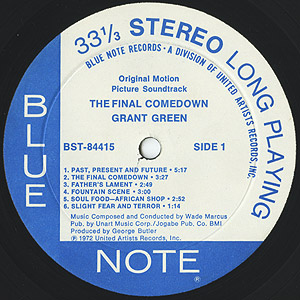 33⅓ STEREO LONG PLAYING
BLUE NOTE RECORDS • A DIVISION OF UNITED ARTISTS RECORDS, INC.
Original Motion
Picture Soundtrack
THE FINAL COMEDOWN
GRANT GREEN
BST-84415 SIDE 1
1. PAST, PRESENT AND FUTURE • 5:17
2. THE FINAL COMEDOWN • 3:27
3. FATHER'S LAMENT • 2:49
4. FOUNTAIN SCENE • 3:00
5. SOUL FOOD—AFRICAN SHOP • 2:52
6. SLIGHT FEAR AND TERROR • 1:14
Music Composed and Conducted by Wade Marcus
Pub. by Unart Music Corp./Jogabe Pub. Co. BMI
Produced by George Butler
℗ 1972 United Artists Records, Inc.
BLUE
NOTE
®